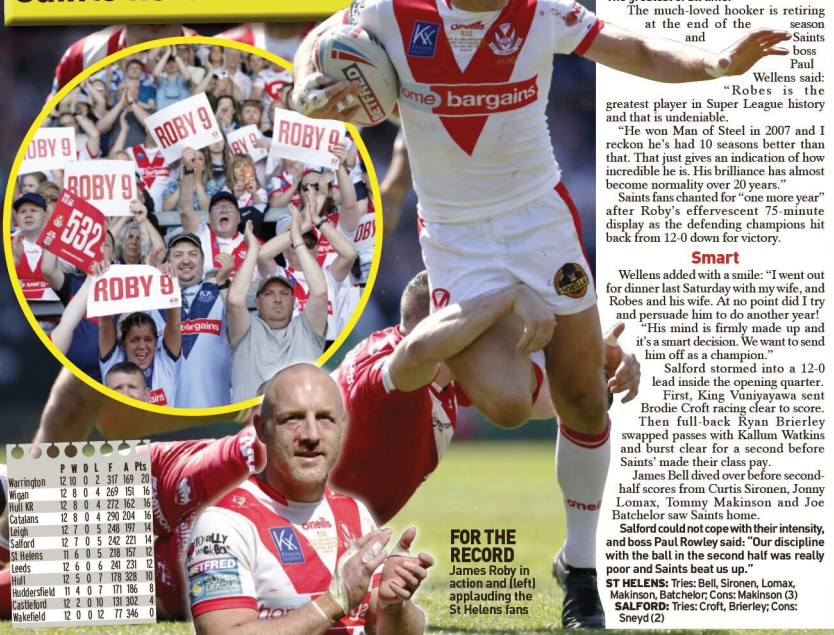 The much-loved hooker is retiring
at the end of the season
and Saints
boss
Paul
Wellens said:
"Robes is the
greatest player in Super League history
and that is undeniable.
"He won Man of Steel in 2007 and I
reckon he's had 10 seasons better than
that. That just gives an indication of how
incredible he is. His brilliance has almost
become normality over 20 years."
Saints fans chanted for "one more year"
after Roby's effervescent 75-minute
display as the defending champions hit
back from 12-0 down for victory.
Smart
Wellens added with a smile: "I went out
for dinner last Saturday with my wife, and
Robes and his wife. At no point did I try
and persuade him to do another year!
"His mind is firmly made up and
it's a smart decision. We want to send
him off as a champion."
Salford stormed into a 12-0
lead inside the opening quarter.
First, King Vuniyayawa sent
Brodie Croft racing clear to score.
Then full-back Ryan Brierley
swapped passes with Kallum Watkins
and burst clear for a second before
Saints' made their class pay.
James Bell dived over before second-
half scores from Curtis Sironen, Jonny
Lomax, Tommy Makinson and Joe
Batchelor saw Saints home.
Salford could not cope with their intensity,
and boss Paul Rowley said: "Our discipline
with the ball in the second half was really
poor and Saints beat us up."
ST HELENS: Tries: Bell, Sironen, Lomax,
Makinson, Batchelor; Cons: Makinson (3)
SALFORD: Tries: Croft, Brierley; Cons:
Sneyd (2)
ROBY 9
ROBY 9
ROBY 9
OBY 9
ROBY 9
532
ROBY 9
bargains
oneills
532
home bargains
P W D L F A Pts
Warrington 12 10 0 2 317 169 20
Wigan 12 8 0 4 269 151 16
Hull KR 12 8 0 4 272 162 16
Catalans 12 8 0 4 290 204 16
Leigh 12 7 0 5 248 197 14
Salford 12 7 0 5 242 221 14
St Helens 11 6 0 5 218 157 12
Leeds 12 6 0 6 241 231 12
Hull 12 5 0 7 178 328 10
Huddersfield 11 4 0 7 171 186 8
Castleford 12 2 0 10 131 302 4
Wakefield 12 0 0 12 77 346 0
TOTALLY
WICKED
BETFRED
SUPER
LEAGUE
oneills
FOR THE
RECORD
James Roby in
action and (left)
applauding the
St Helens fans